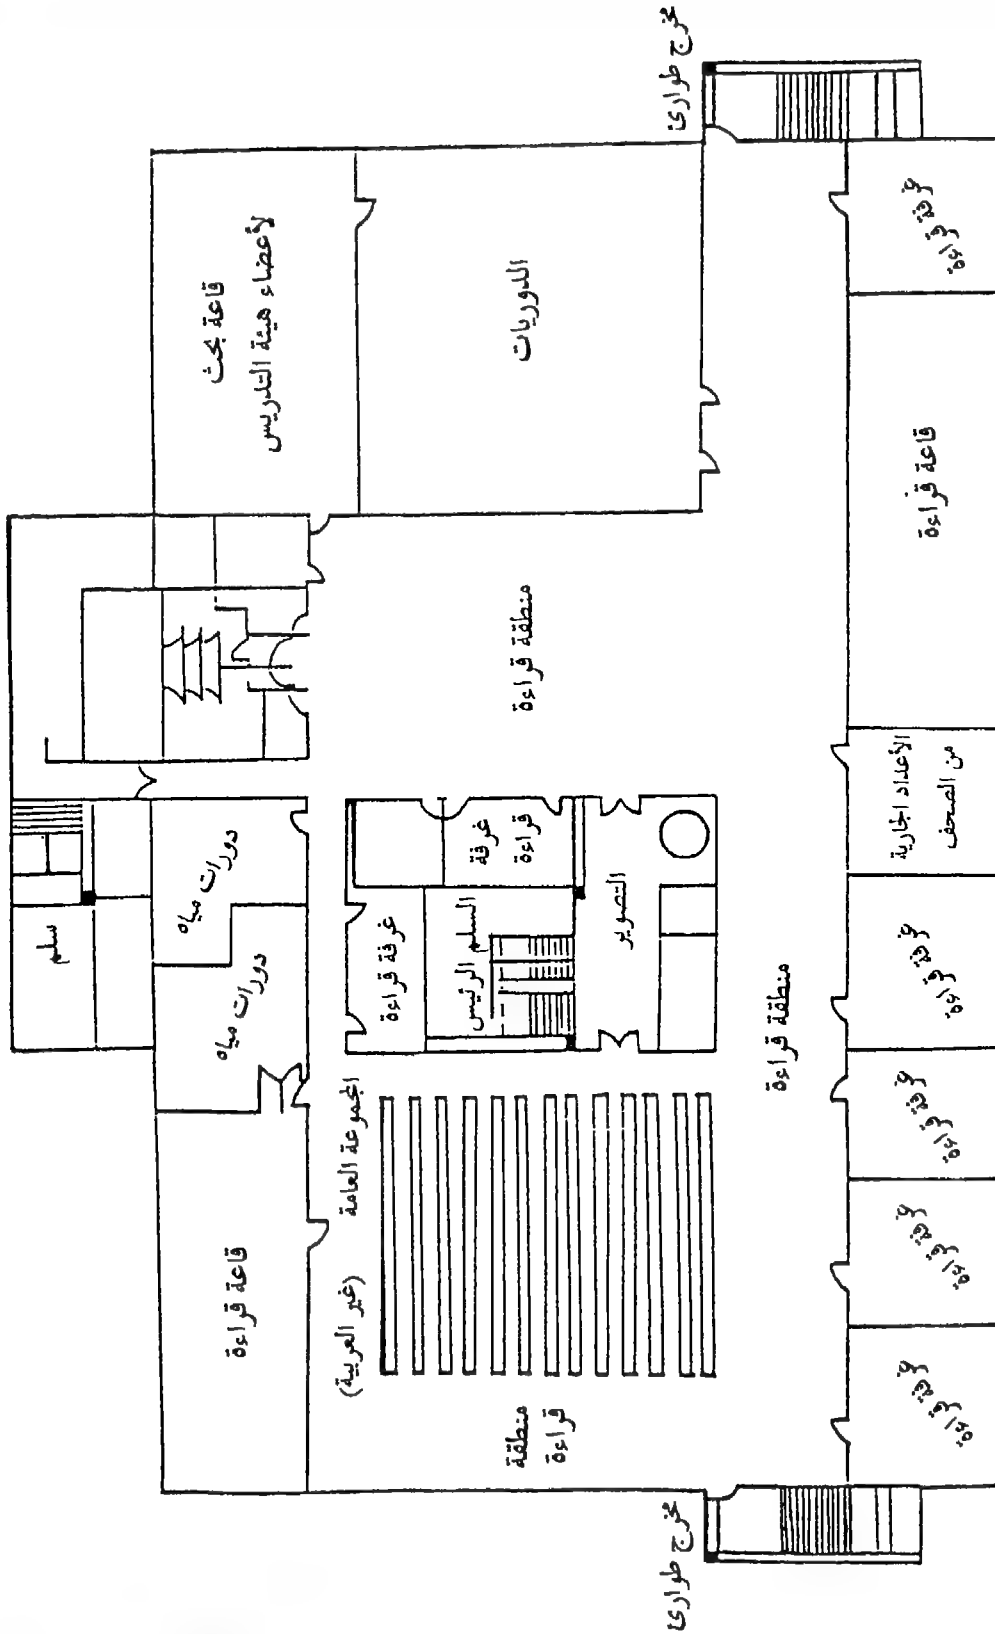 مخرج طوارئ
قاعة بحث
لأعضاء هيئة التدريس
الدوريات
غرفة قراءة
قاعة قراءة
منطقة قراءة
الأعداد الجارية
من الصحف
سلم
دورات مياه
دورات مياه
غرفة
قراءة
غرفة قراءة
السلم الرئيس
التصوير
منطقة قراءة
غرفة قراءة
غرفة قراءة
غرفة قراءة
غرفة قراءة
المجموعة العامة
(غير العربية)
قاعة قراءة
منطقة
قراءة
مخرج طوارئ